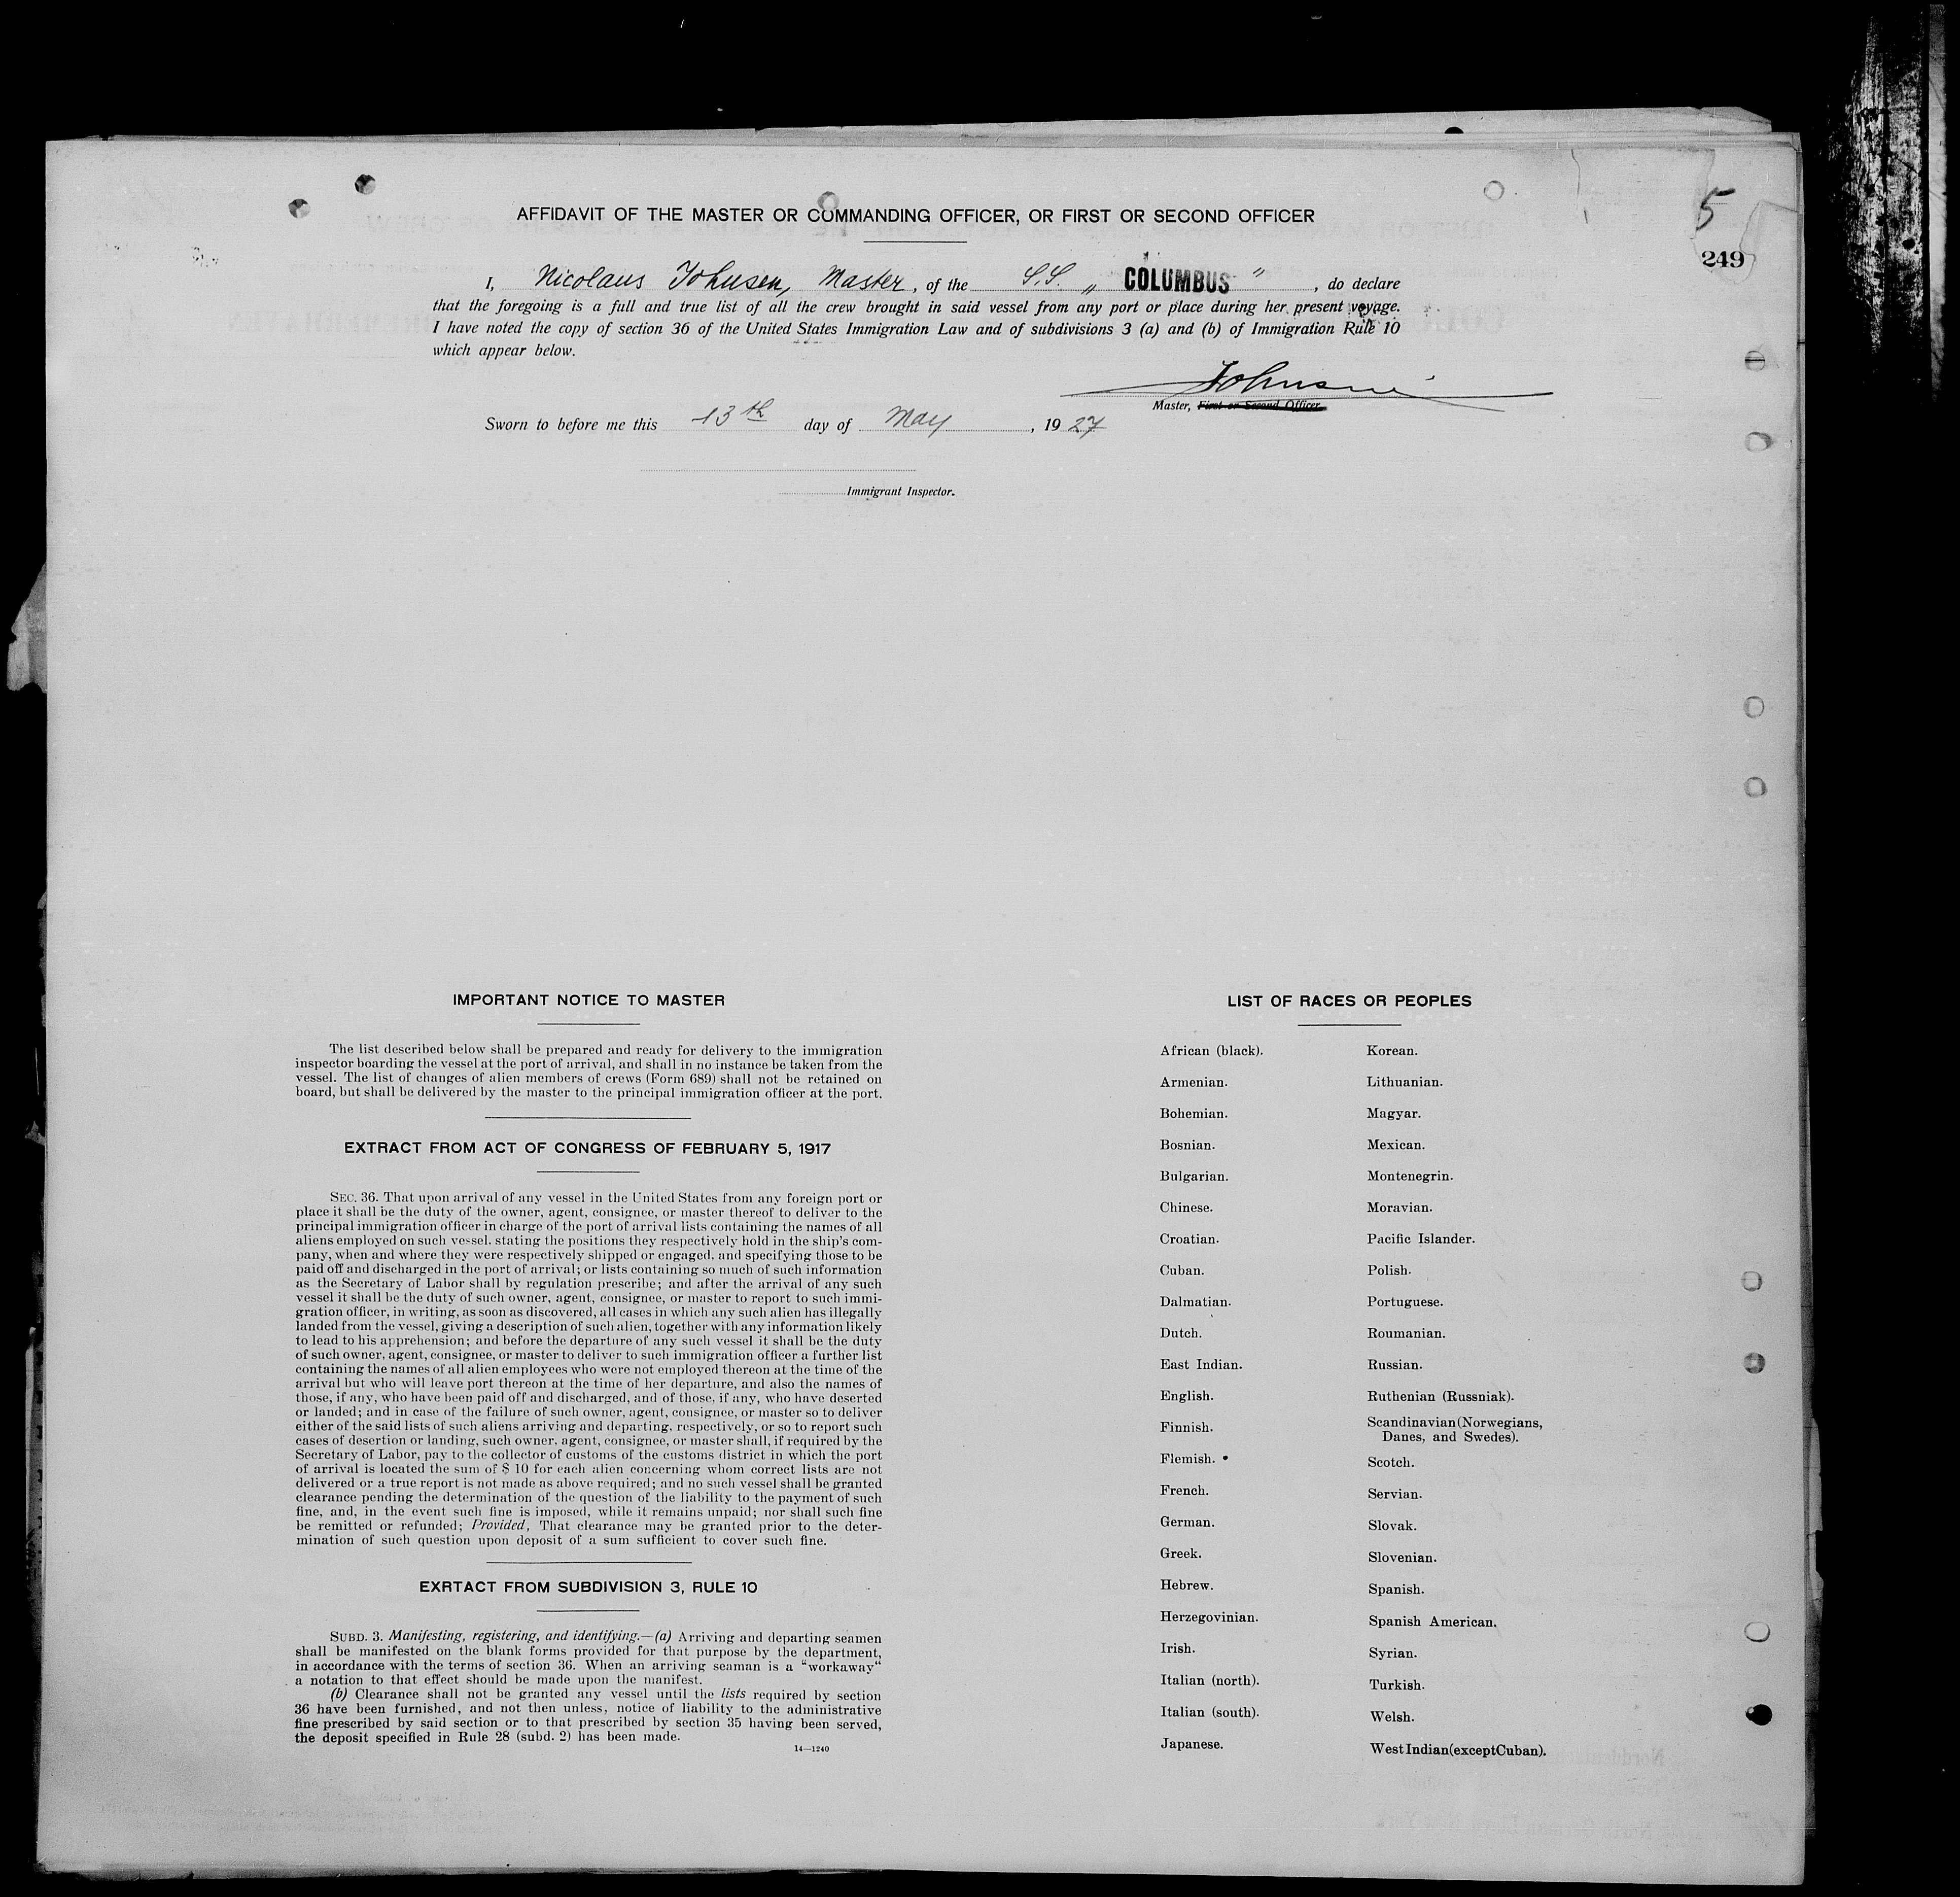 5
249
AFFIDAVIT OF THE MASTER OR COMMANDING OFFICER, OR FIRST OR SECOND OFFICER
I, Nicolaus Johnsen, Master, of the S.S. „ COLUMBUS “, do declare
that the foregoing is a full and true list of all the crew brought in said vessel from any port or place during her present voyage.
I have noted the copy of section 36 of the United States Immigration Law and of subdivisions 3 (a) and (b) of Immigration Rule 10
which appear below.
Johnsen
Master, First or Second Officer.
Sworn to before me this 13th day of May, 1927
Immigrant Inspector.
IMPORTANT NOTICE TO MASTER
The list described below shall be prepared and ready for delivery to the immigration
inspector boarding the vessel at the port of arrival, and shall in no instance be taken from the
vessel. The list of changes of alien members of crews (Form 689) shall not be retained on
board, but shall be delivered by the master to the principal immigration officer at the port.
EXTRACT FROM ACT OF CONGRESS OF FEBRUARY 5, 1917
SEC. 36. That upon arrival of any vessel in the United States from any foreign port or
place it shall be the duty of the owner, agent, consignee, or master thereof to deliver to the
principal immigration officer in charge of the port of arrival lists containing the names of all
aliens employed on such vessel, stating the positions they respectively hold in the ship's com-
pany, when and where they were respectively shipped or engaged, and specifying those to be
paid off and discharged in the port of arrival; or lists containing so much of such information
as the Secretary of Labor shall by regulation prescribe; and after the arrival of any such
vessel it shall be the duty of such owner, agent, consignee, or master to report to such immi-
gration officer, in writing, as soon as discovered, all cases in which any such alien has illegally
landed from the vessel, giving a description of such alien, together with any information likely
to lead to his apprehension; and before the departure of any such vessel it shall be the duty
of such owner, agent, consignee, or master to deliver to such immigration officer a further list
containing the names of all alien employees who were not employed thereon at the time of the
arrival but who will leave port thereon at the time of her departure, and also the names of
those, if any, who have been paid off and discharged, and of those, if any, who have deserted
or landed; and in case of the failure of such owner, agent, consignee, or master so to deliver
either of the said lists of such aliens arriving and departing, respectively, or so to report such
cases of desertion or landing, such owner, agent, consignee, or master shall, if required by the
Secretary of Labor, pay to the collector of customs of the customs district in which the port
of arrival is located the sum of $ 10 for each alien concerning whom correct lists are not
delivered or a true report is not made as above required; and no such vessel shall be granted
clearance pending the determination of the question of the liability to the payment of such
fine, and, in the event such fine is imposed, while it remains unpaid; nor shall such fine
be remitted or refunded; Provided, That clearance may be granted prior to the deter-
mination of such question upon deposit of a sum sufficient to cover such fine.
EXRTACT FROM SUBDIVISION 3, RULE 10
SUBD. 3. Manifesting, registering, and identifying.—(a) Arriving and departing seamen
shall be manifested on the blank forms provided for that purpose by the department,
in accordance with the terms of section 36. When an arriving seaman is a “workaway“
a notation to that effect should be made upon the manifest.
(b) Clearance shall not be granted any vessel until the lists required by section
36 have been furnished, and not then unless, notice of liability to the administrative
fine prescribed by said section or to that prescribed by section 35 having been served,
the deposit specified in Rule 28 (subd. 2) has been made.
14—1240
LIST OF RACES OR PEOPLES
African (black).
Armenian.
Bohemian.
Bosnian.
Bulgarian.
Chinese.
Croatian.
Cuban.
Dalmatian.
Dutch.
East Indian.
English.
Finnish.
Flemish.
French.
German.
Greek.
Hebrew.
Herzegovinian.
Irish.
Italian (north).
Italian (south).
Japanese.
Korean.
Lithuanian.
Magyar.
Mexican.
Montenegrin.
Moravian.
Pacific Islander.
Polish.
Portuguese.
Roumanian.
Russian.
Ruthenian (Russniak).
Scandinavian (Norwegians,
Danes, and Swedes).
Scotch.
Servian.
Slovak.
Slovenian.
Spanish.
Spanish American.
Syrian.
Turkish.
Welsh.
West Indian (except Cuban).